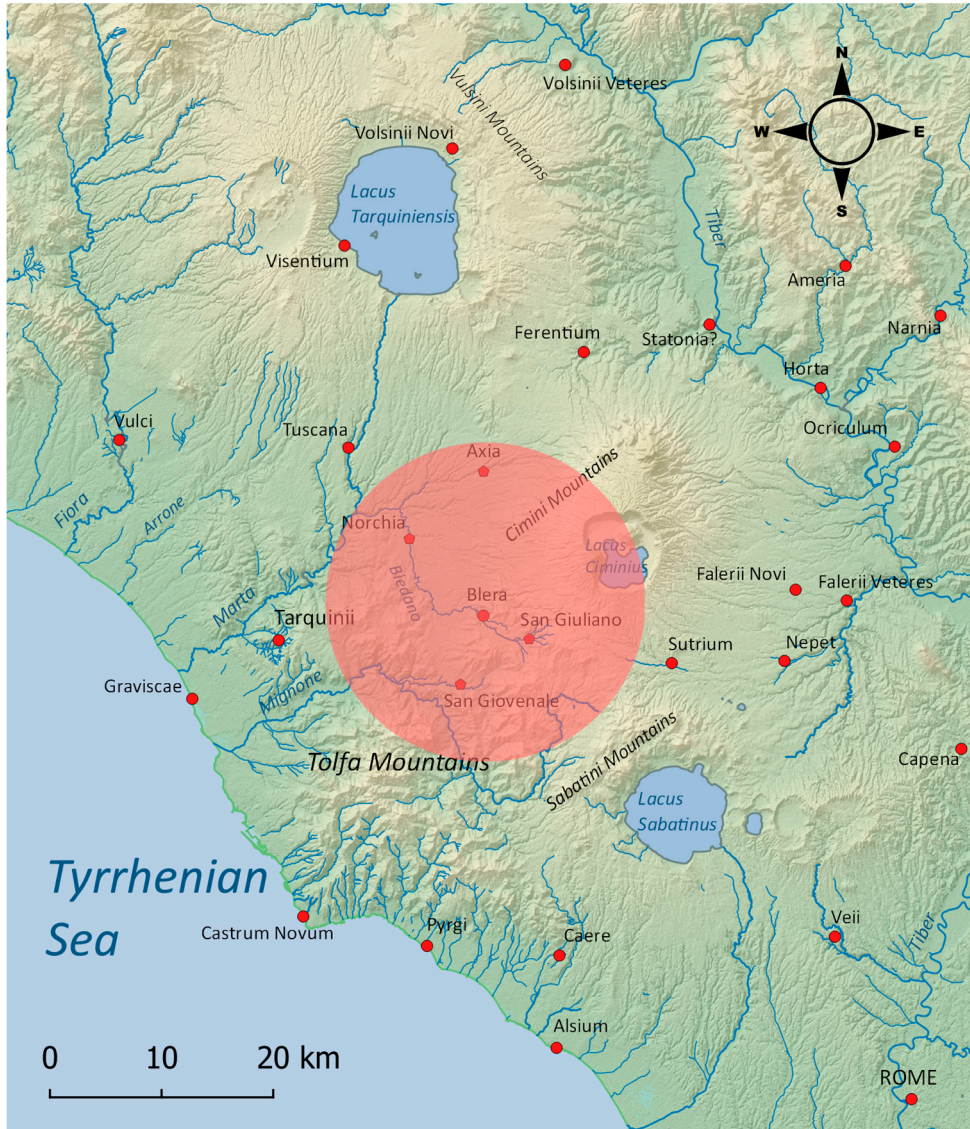 N
Volsinii Veteres
Vulsini Mountains
Volsinii Novi
W
E
Lacus
Tarquiniensis
S
Tiber
Visentium
Ameria
Narnia
Ferentium
Statonia?
Horta
Vulci
Tuscana
Ocriculum
Axia
Cimini Mountains
Fiora
Arrone
Norchia
Lacus
Ciminius
Biedano
Falerii Novi
Falerii Veteres
Marta
Blera
Tarquinii
San Giuliano
Sutrium
Nepet
Graviscae
Mignone
San Giovenale
Tolfa Mountains
Sabatini Mountains
Capena
Lacus
Sabatinus
Tyrrhenian
Sea
Castrum Novum
Pyrgi
Caere
Veii
Tiber
Alsium
0 10 20 km
ROME